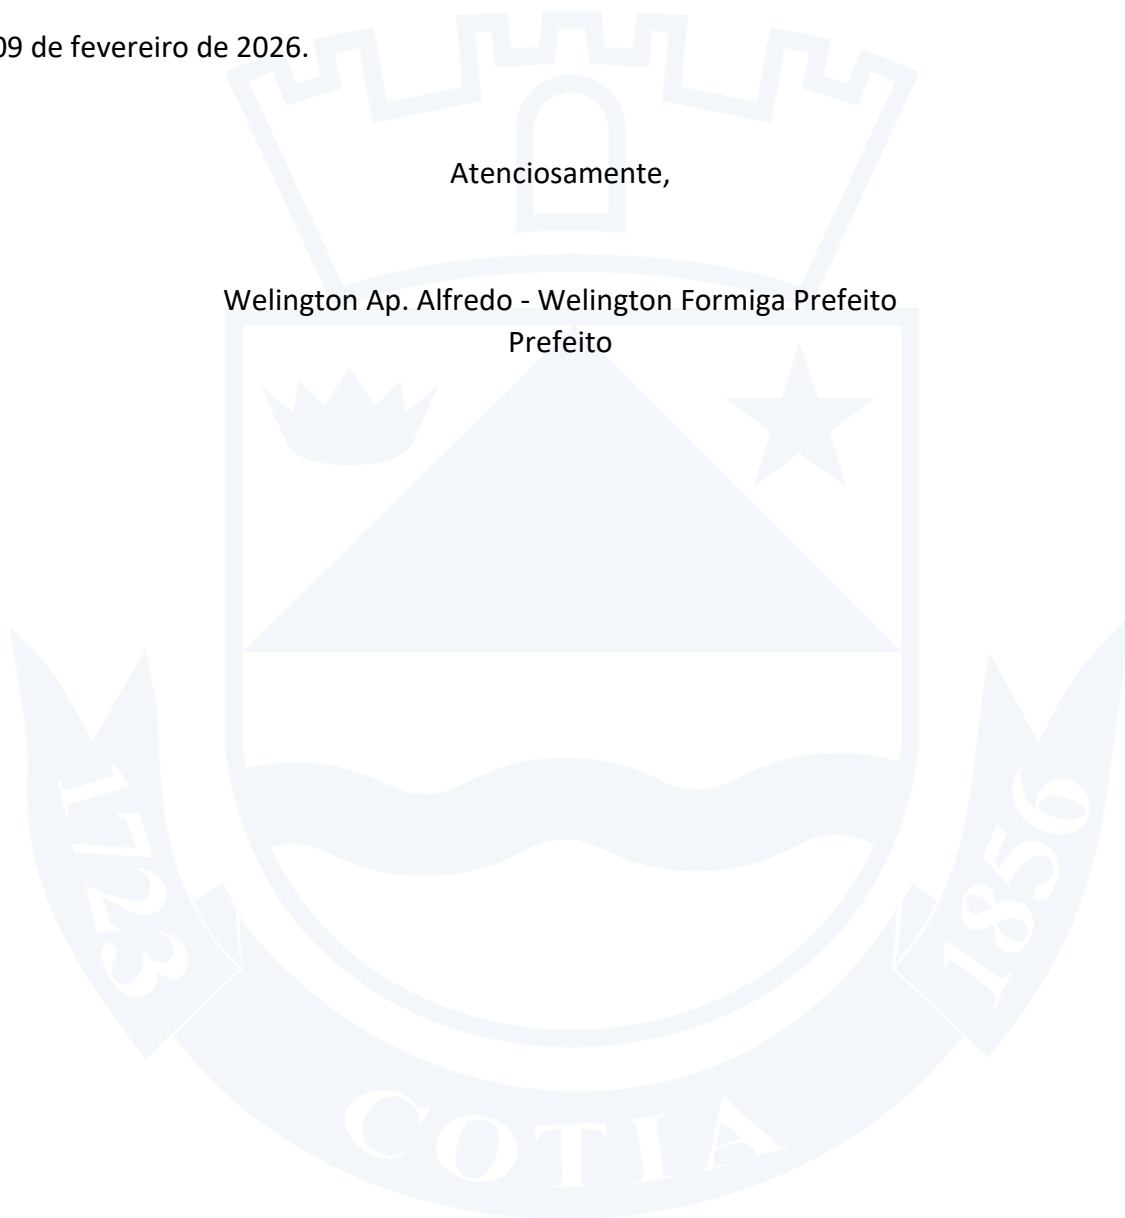 09 de fevereiro de 2026.
Atenciosamente,
Welington Ap. Alfredo - Welington Formiga Prefeito
Prefeito
1723
1856
COTIA